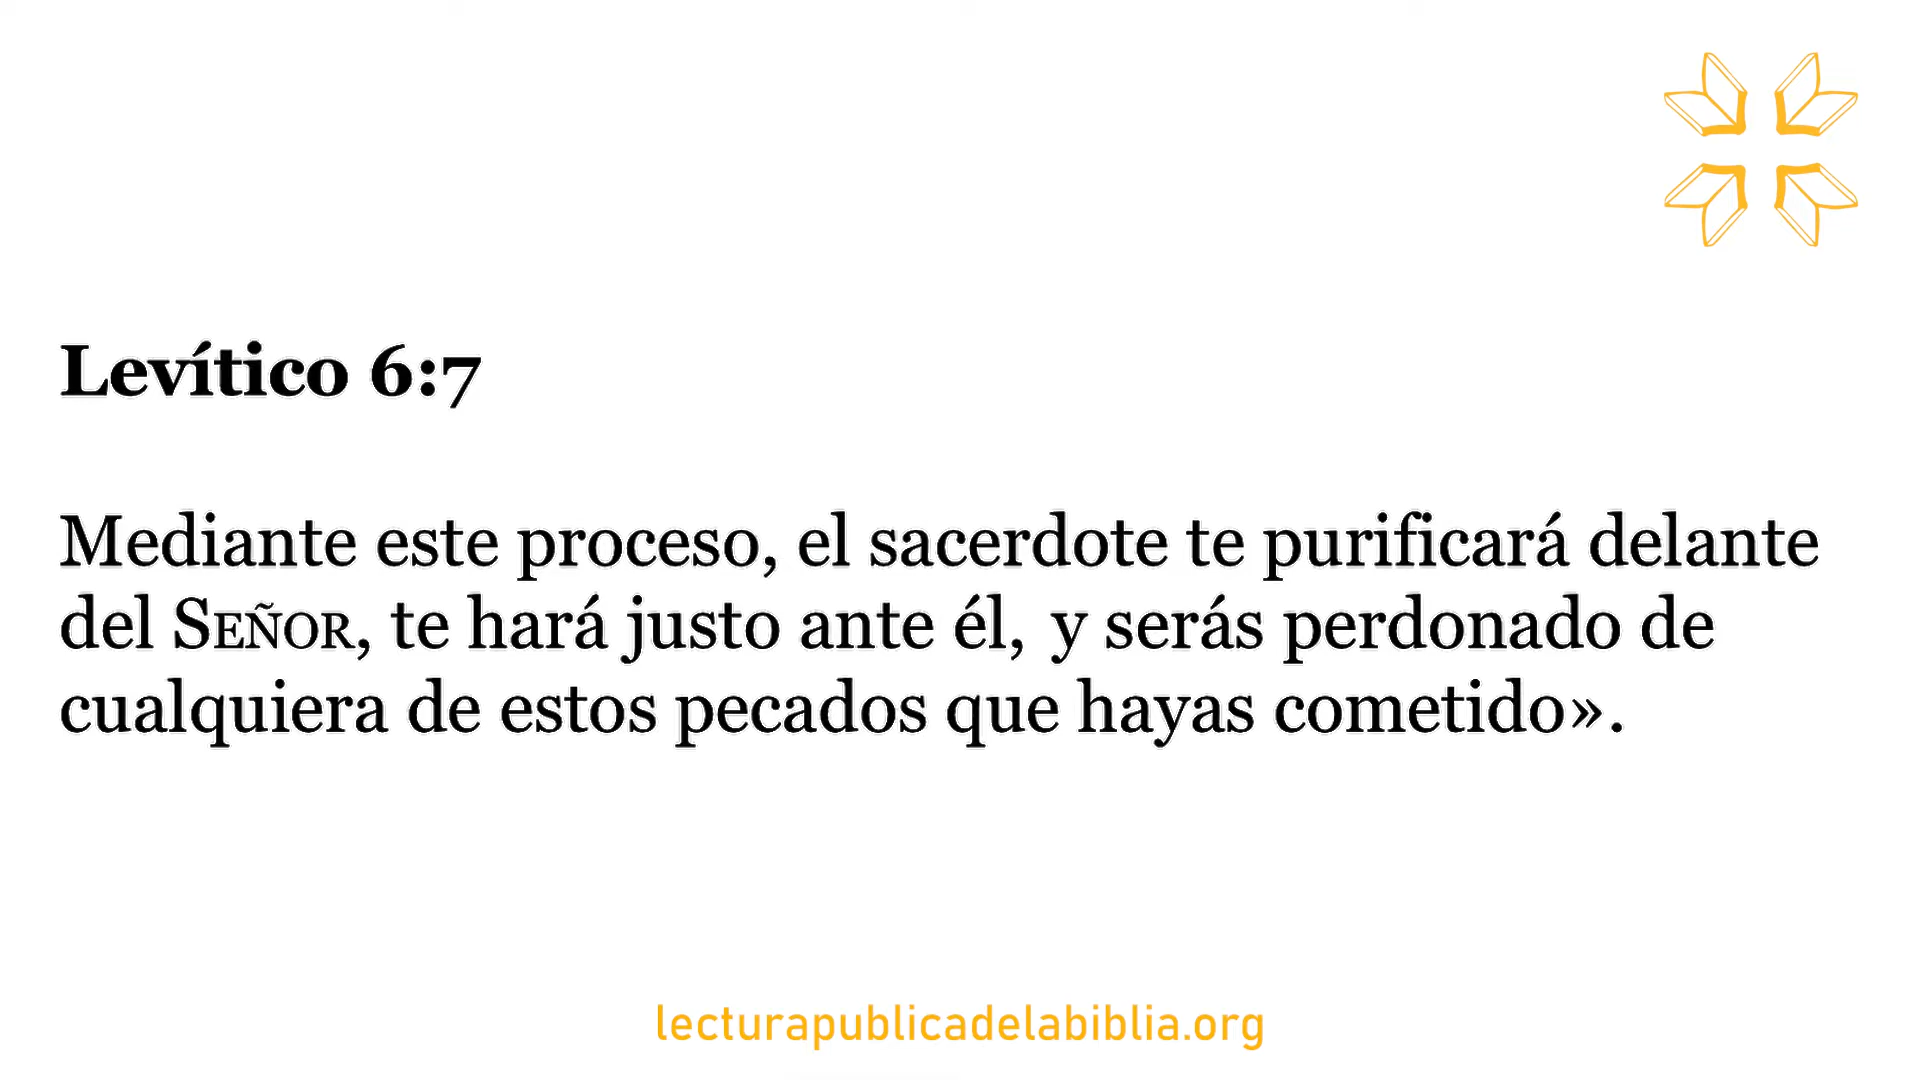 Levítico 6:7
Mediante este proceso, el sacerdote te purificará delante
del SEÑOR, te hará justo ante él, y serás perdonado de
cualquiera de estos pecados que hayas cometido».
lecturapublicadelabiblia.org